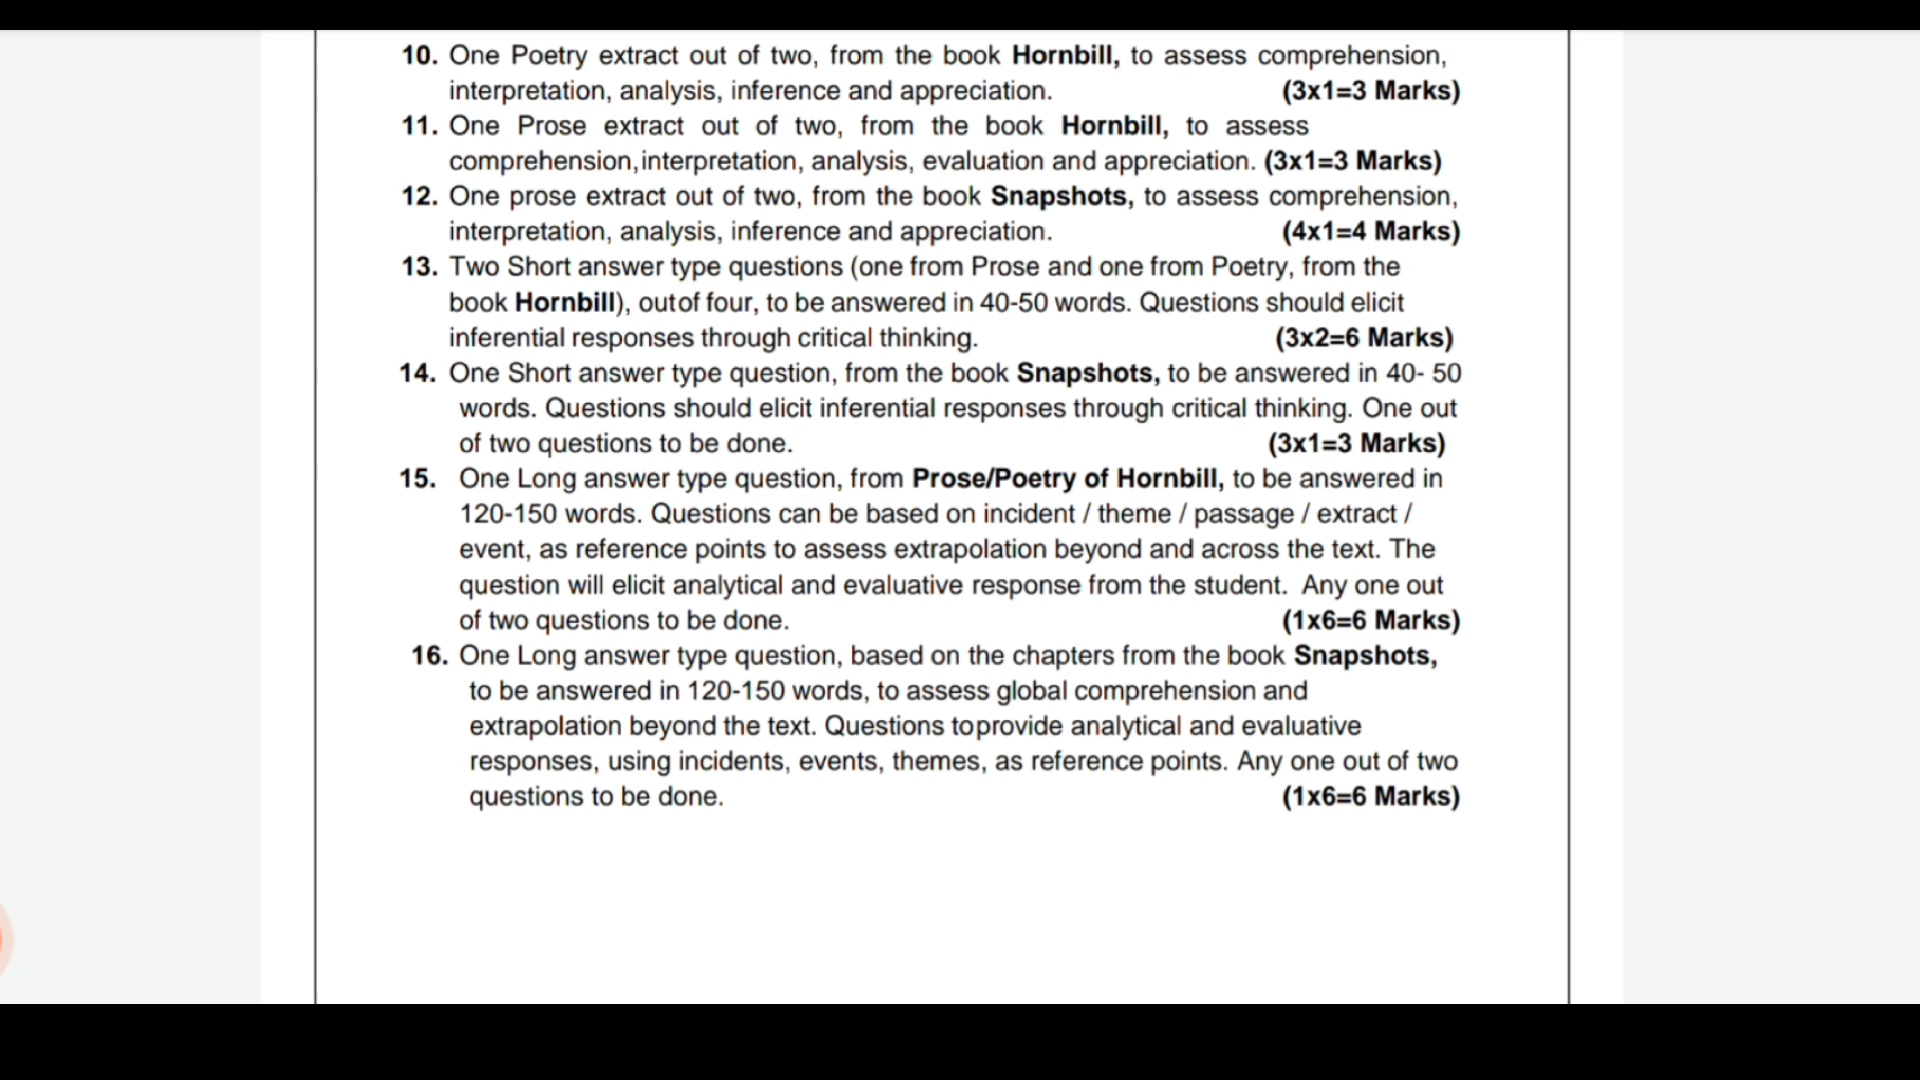 10. One Poetry extract out of two, from the book Hornbill, to assess comprehension,
interpretation, analysis, inference and appreciation. (3x1=3 Marks)
11. One Prose extract out of two, from the book Hornbill, to assess
comprehension,interpretation, analysis, evaluation and appreciation. (3x1=3 Marks)
12. One prose extract out of two, from the book Snapshots, to assess comprehension,
interpretation, analysis, inference and appreciation. (4x1=4 Marks)
13. Two Short answer type questions (one from Prose and one from Poetry, from the
book Hornbill), outof four, to be answered in 40-50 words. Questions should elicit
inferential responses through critical thinking. (3x2=6 Marks)
14. One Short answer type question, from the book Snapshots, to be answered in 40- 50
words. Questions should elicit inferential responses through critical thinking. One out
of two questions to be done. (3x1=3 Marks)
15. One Long answer type question, from Prose/Poetry of Hornbill, to be answered in
120-150 words. Questions can be based on incident / theme / passage / extract /
event, as reference points to assess extrapolation beyond and across the text. The
question will elicit analytical and evaluative response from the student. Any one out
of two questions to be done. (1x6=6 Marks)
16. One Long answer type question, based on the chapters from the book Snapshots,
to be answered in 120-150 words, to assess global comprehension and
extrapolation beyond the text. Questions toprovide analytical and evaluative
responses, using incidents, events, themes, as reference points. Any one out of two
questions to be done. (1x6=6 Marks)